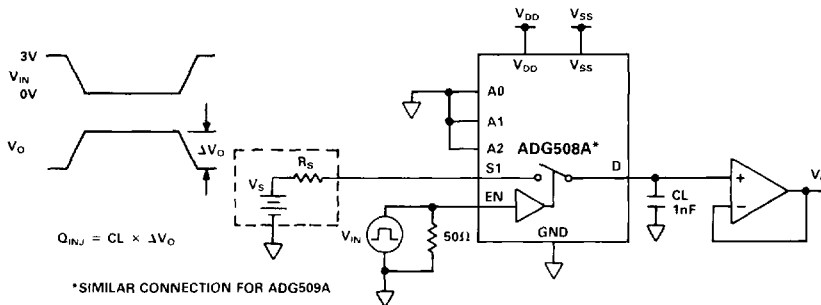 3V
VIN
0V
VO
ΔVO
QINJ = CL × ΔVO
*SIMILAR CONNECTION FOR ADG509A
VS
RS
VIN
50Ω
VDD
VSS
VDD
VSS
A0
A1
A2
ADG508A*
S1
D
EN
GND
CL
1nF
+
−